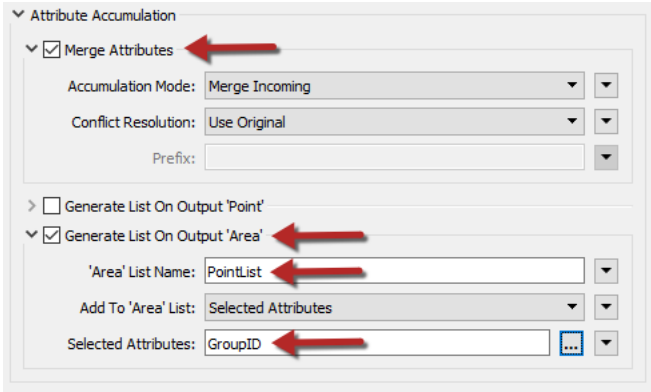 Attribute Accumulation
Merge Attributes
Accumulation Mode: Merge Incoming
Conflict Resolution: Use Original
Prefix:
Generate List On Output 'Point'
Generate List On Output 'Area'
'Area' List Name: PointList
Add To 'Area' List: Selected Attributes
Selected Attributes: GroupID ...